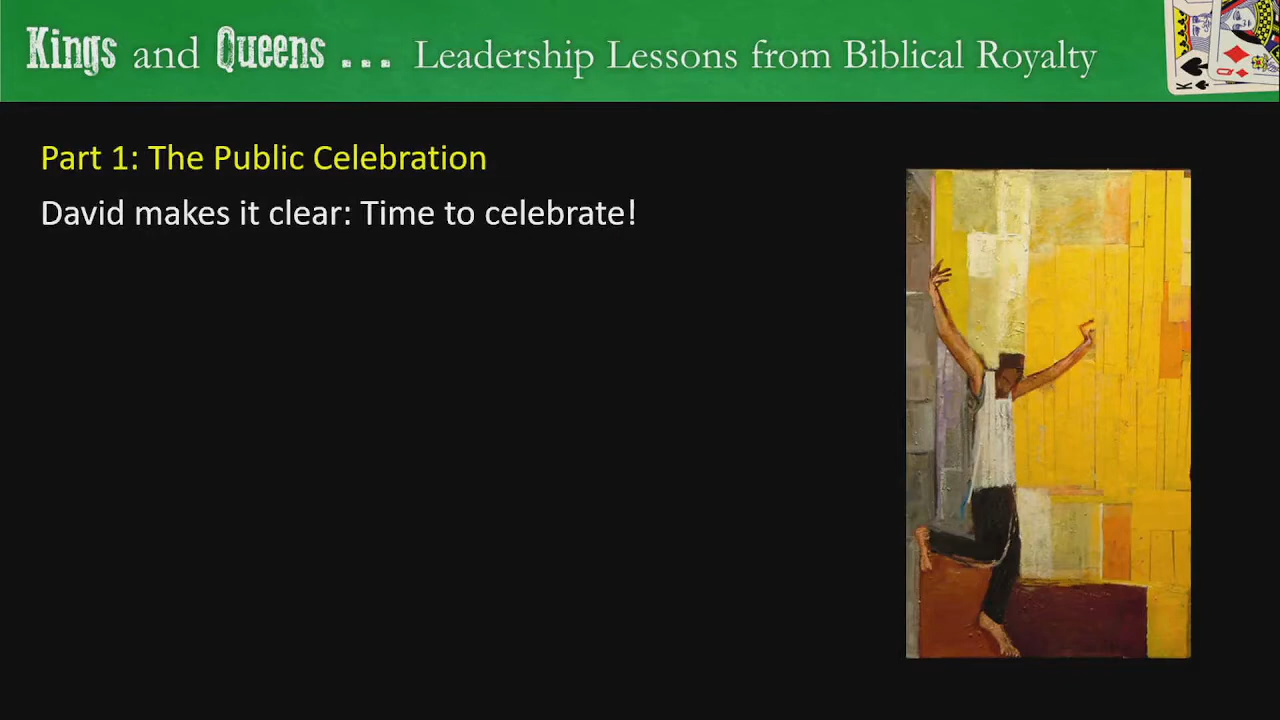 Kings and Queens ... Leadership Lessons from Biblical Royalty
K
Q
Part 1: The Public Celebration
David makes it clear: Time to celebrate!